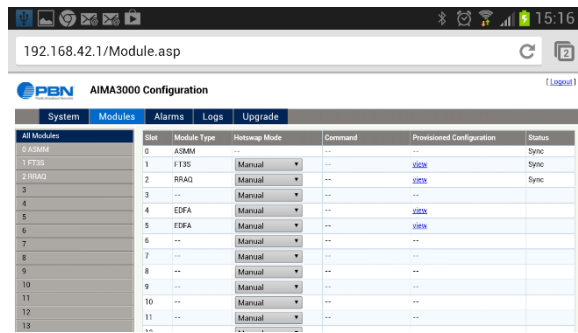 15:16
192.168.42.1/Module.asp
2
PBN AIMA3000 Configuration [Logout]
System Modules Alarms Logs Upgrade
All Modules
0 ASMM
1 FT3S
2 RRAQ
3
4
5
6
7
8
9
10
11
12
13
Slot Module Type Hotswap Mode Command Provisioned Configuration Status
0 ASMM -- -- -- Sync
1 FT3S Manual -- view Sync
2 RRAQ Manual -- view Sync
3 -- Manual -- --
4 EDFA Manual -- view
5 EDFA Manual -- view
6 -- Manual -- --
7 -- Manual -- --
8 -- Manual -- --
9 -- Manual -- --
10 -- Manual -- --
11 -- Manual -- --